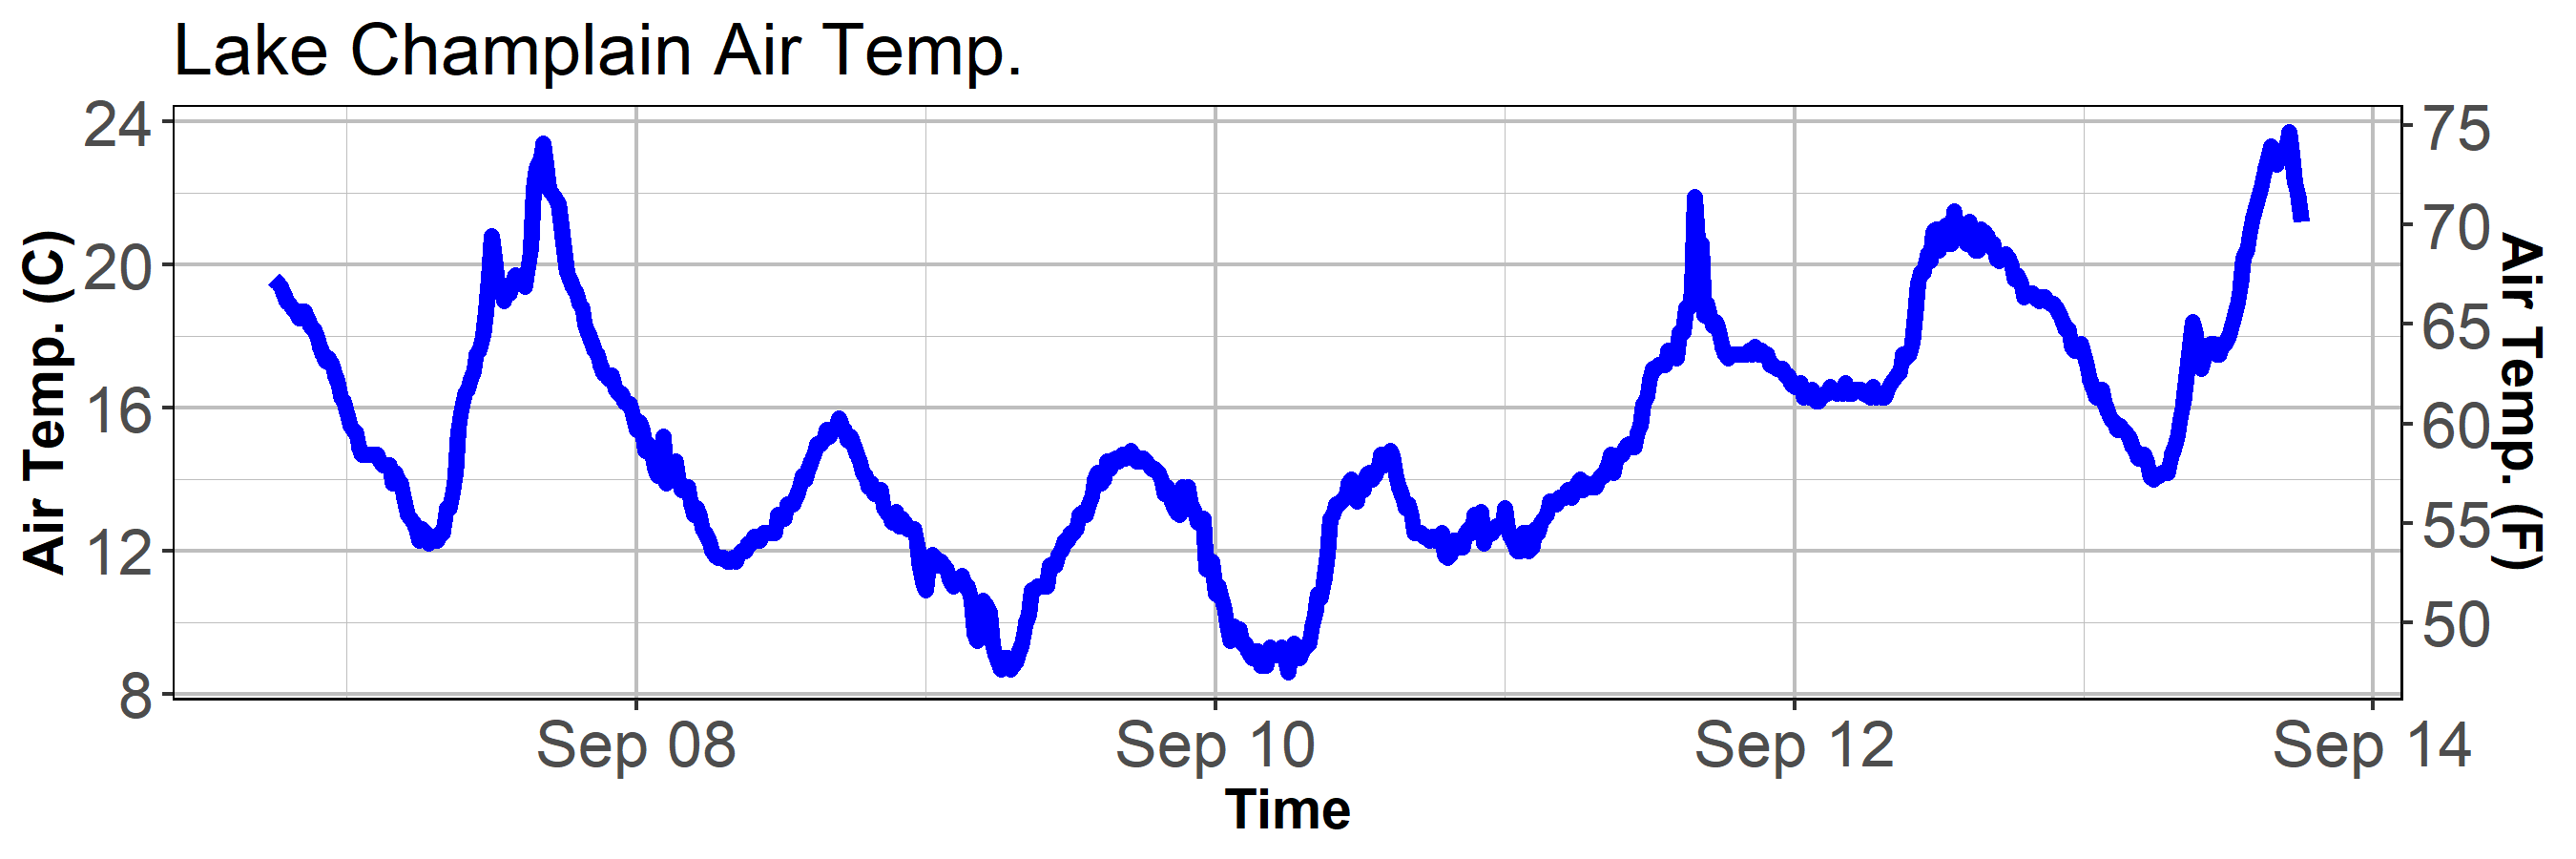 Lake Champlain Air Temp.
24
20
16
12
8
Air Temp. (C)
75
70
65
60
55
50
Air Temp. (F)
Sep 08 Sep 10 Sep 12 Sep 14
Time